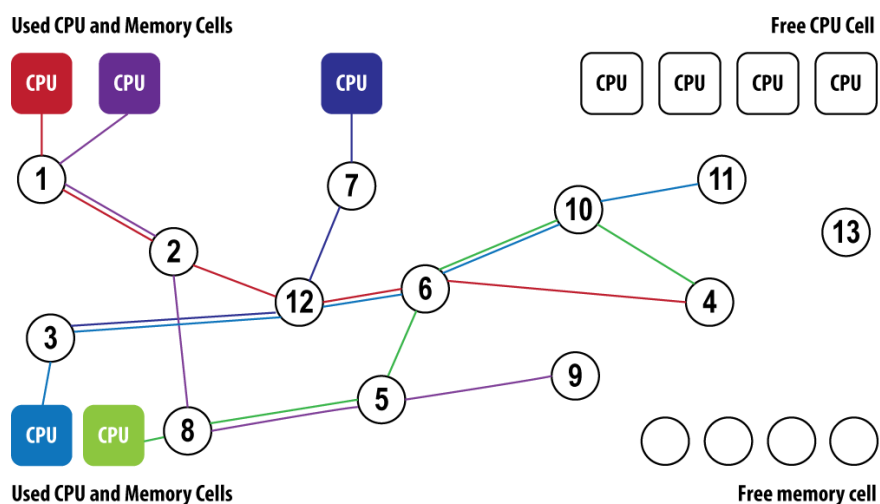 Used CPU and Memory Cells
Free CPU Cell
CPU
CPU
CPU
CPU
CPU
CPU
CPU
1
7
11
10
13
2
12
6
4
3
9
5
CPU
CPU
8
Used CPU and Memory Cells
Free memory cell